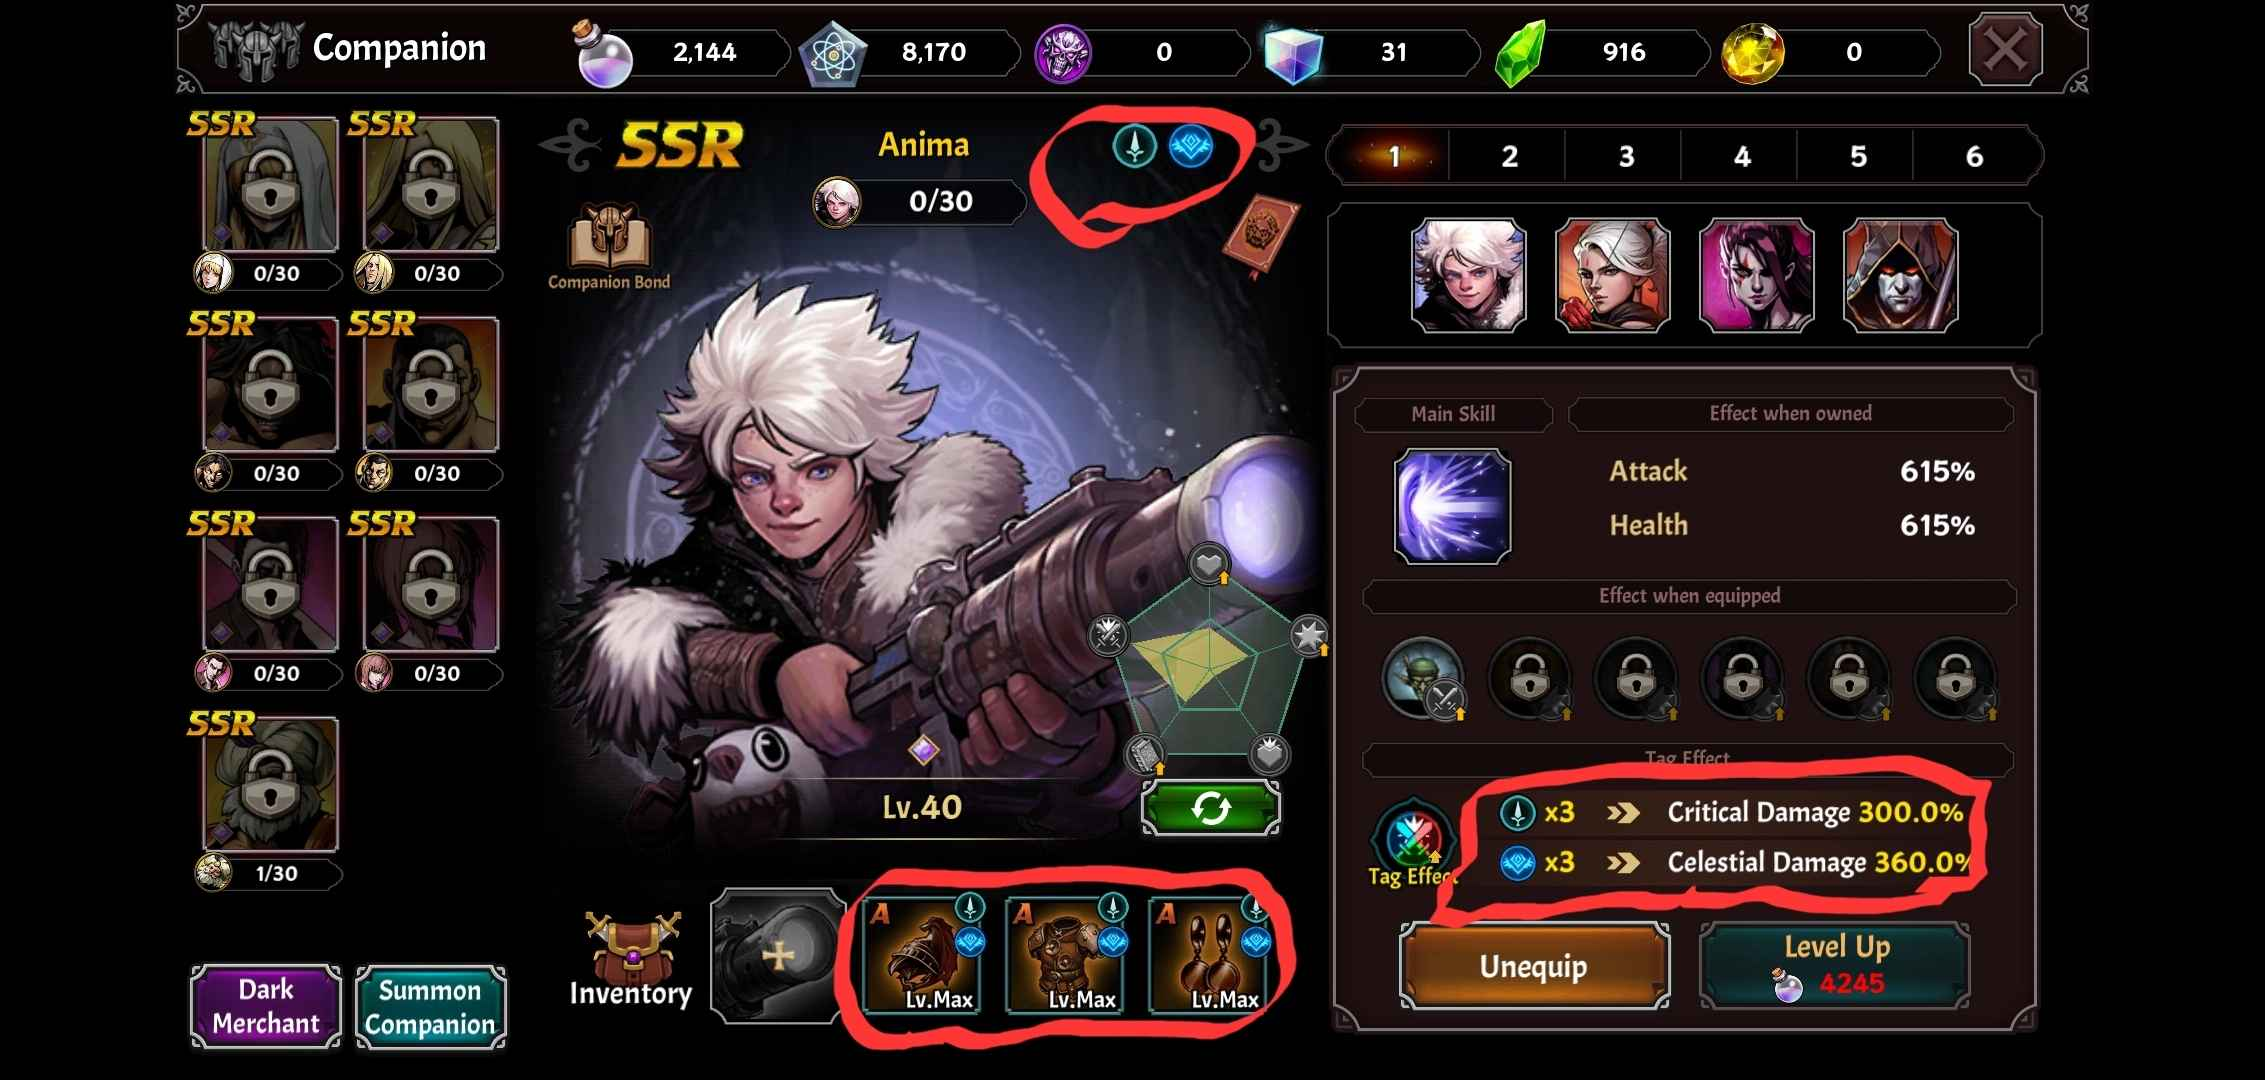 Companion
2,144
8,170
0
31
916
0
SSR
SSR
0/30
0/30
SSR
SSR
0/30
0/30
SSR
SSR
0/30
0/30
SSR
1/30
Dark
Merchant
Summon
Companion
SSR
Anima
0/30
Companion Bond
Lv.40
Inventory
A
Lv.Max
A
Lv.Max
A
Lv.Max
1
2
3
4
5
6
Main Skill
Effect when owned
Attack
615%
Health
615%
Effect when equipped
Tag Effect
Tag Effect
x3
Critical Damage 300.0%
x3
Celestial Damage 360.0%
Unequip
Level Up
4245